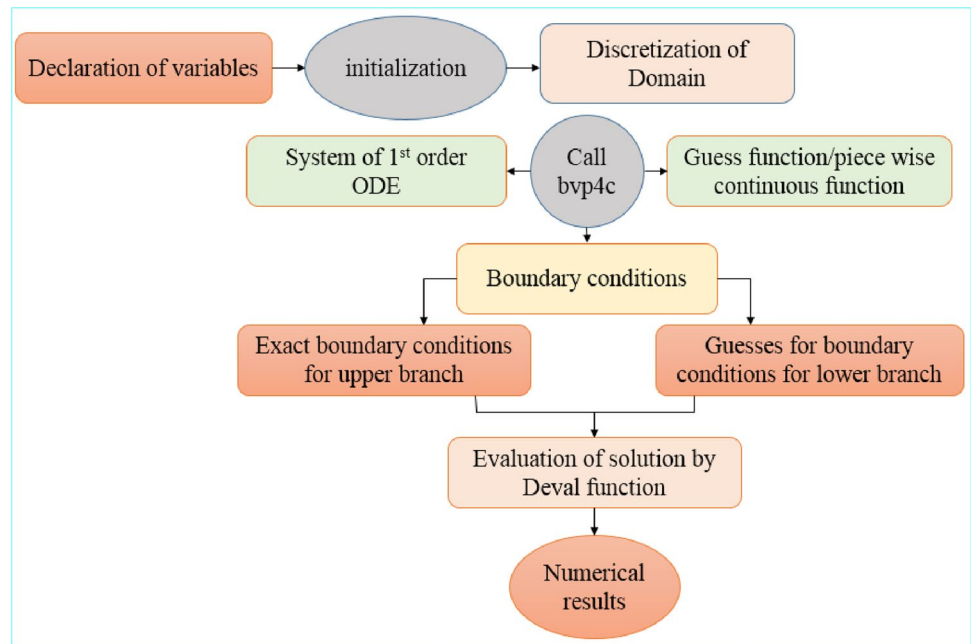 Declaration of variables
initialization
Discretization of
Domain
System of 1st order
ODE
Call
bvp4c
Guess function/piece wise
continuous function
Boundary conditions
Exact boundary conditions
for upper branch
Guesses for boundary
conditions for lower branch
Evaluation of solution by
Deval function
Numerical
results